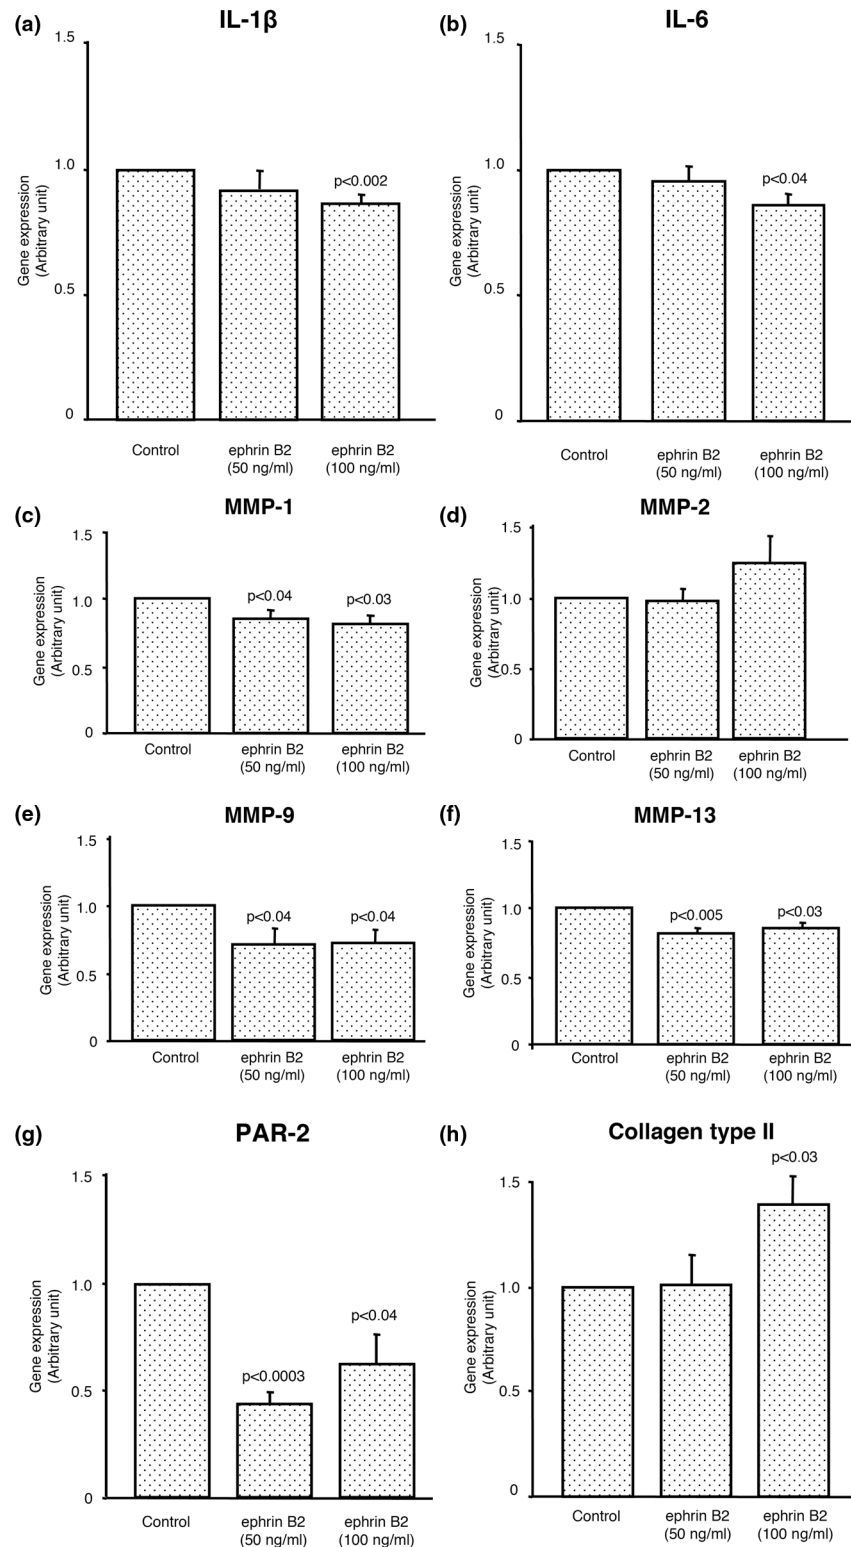 (a)
IL-1β
1.5
1.0
0.5
0
Gene expression
(Arbitrary unit)
p<0.002
Control
ephrin B2
(50 ng/ml)
ephrin B2
(100 ng/ml)
(b)
IL-6
1.5
1.0
0.5
0
Gene expression
(Arbitrary unit)
p<0.04
Control
ephrin B2
(50 ng/ml)
ephrin B2
(100 ng/ml)
(c)
MMP-1
1.5
1.0
0.5
0
Gene expression
(Arbitrary unit)
p<0.04
p<0.03
Control
ephrin B2
(50 ng/ml)
ephrin B2
(100 ng/ml)
(d)
MMP-2
1.5
1.0
0.5
0
Gene expression
(Arbitrary unit)
Control
ephrin B2
(50 ng/ml)
ephrin B2
(100 ng/ml)
(e)
MMP-9
1.5
1.0
0.5
0
Gene expression
(Arbitrary unit)
p<0.04
p<0.04
Control
ephrin B2
(50 ng/ml)
ephrin B2
(100 ng/ml)
(f)
MMP-13
1.5
1.0
0.5
0
Gene expression
(Arbitrary unit)
p<0.005
p<0.03
Control
ephrin B2
(50 ng/ml)
ephrin B2
(100 ng/ml)
(g)
PAR-2
1.5
1.0
0.5
0
Gene expression
(Arbitrary unit)
p<0.0003
p<0.04
Control
ephrin B2
(50 ng/ml)
ephrin B2
(100 ng/ml)
(h)
Collagen type II
1.5
1.0
0.5
0
Gene expression
(Arbitrary unit)
p<0.03
Control
ephrin B2
(50 ng/ml)
ephrin B2
(100 ng/ml)